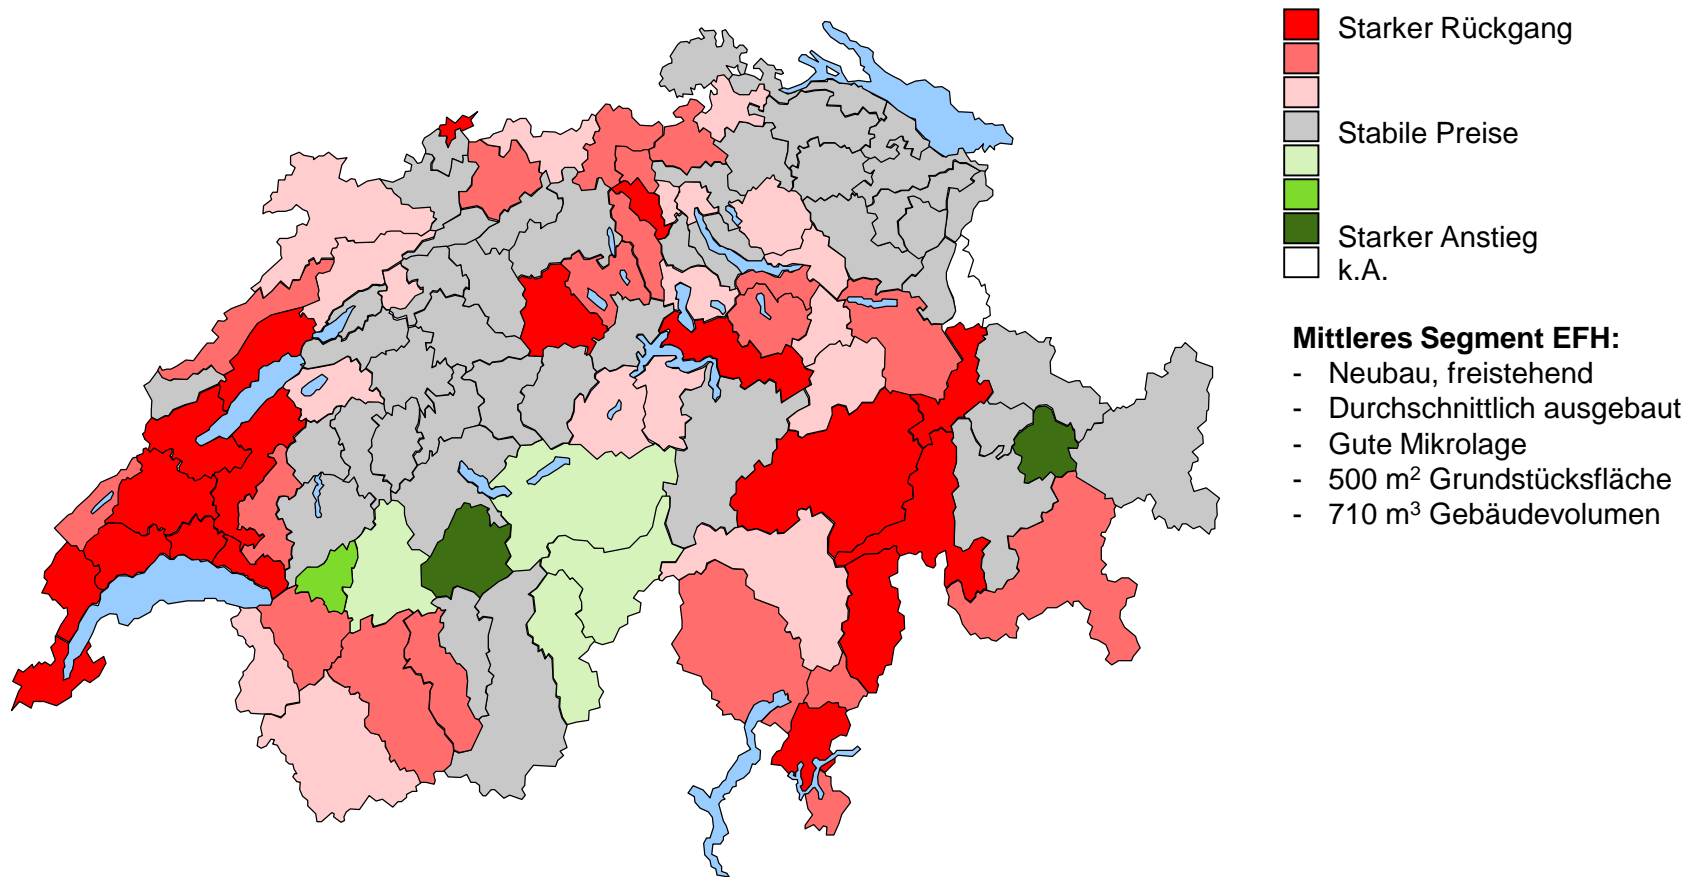 Starker Rückgang
Stabile Preise
Starker Anstieg
k.A.
Mittleres Segment EFH:
- Neubau, freistehend
- Durchschnittlich ausgebaut
- Gute Mikrolage
- 500 m² Grundstücksfläche
- 710 m³ Gebäudevolumen